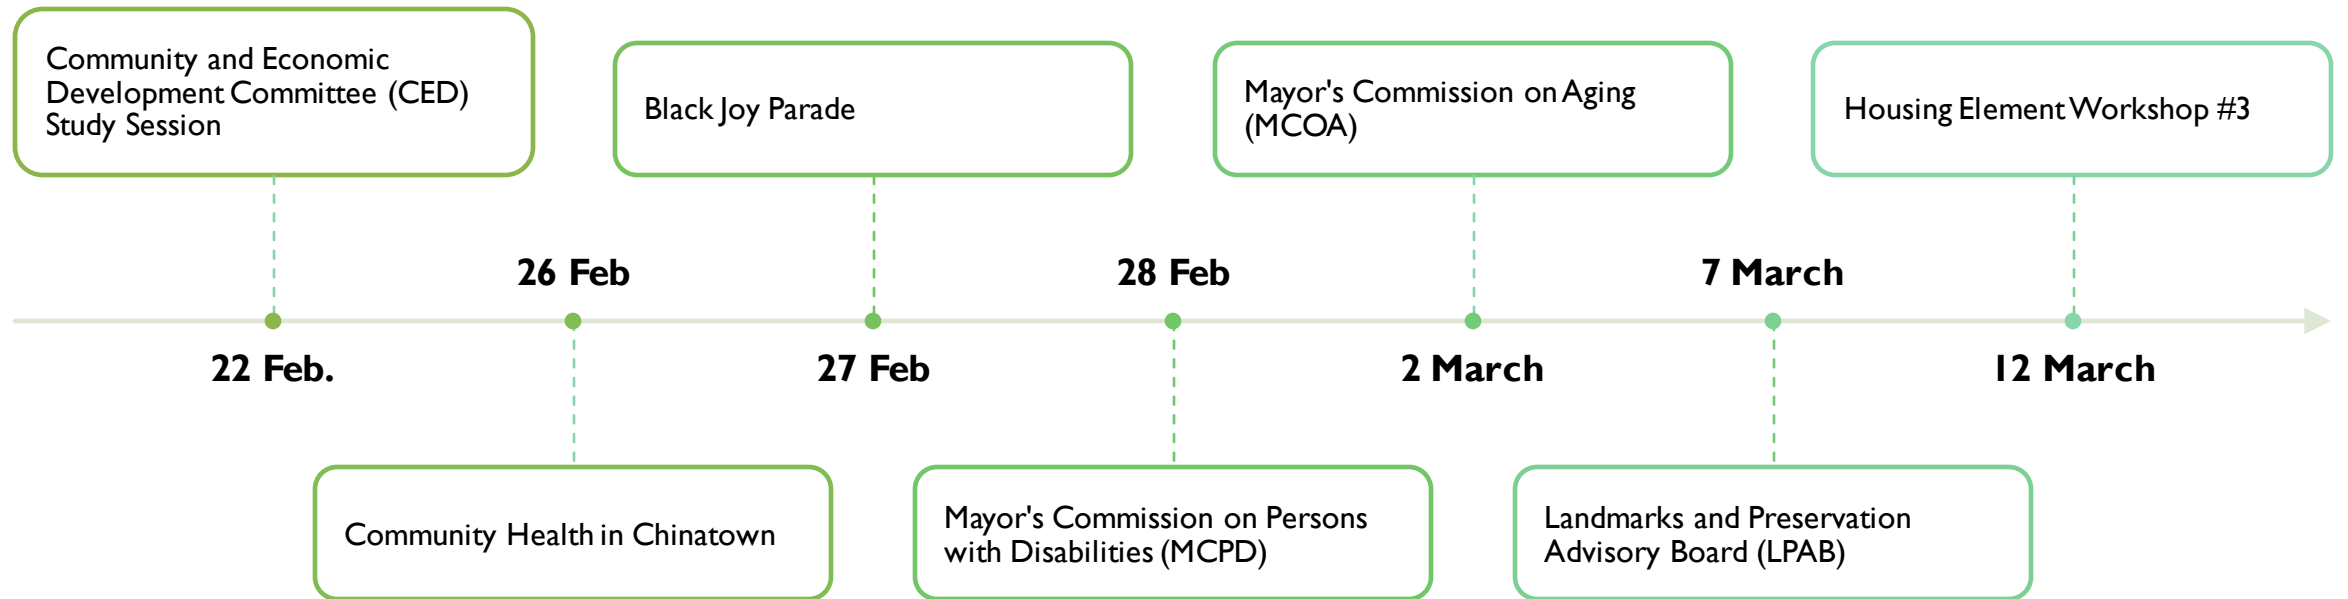 Community and Economic
Development Committee (CED)
Study Session
Black Joy Parade
Mayor's Commission on Aging
(MCOA)
Housing Element Workshop #3
26 Feb
28 Feb
7 March
22 Feb.
27 Feb
2 March
12 March
Community Health in Chinatown
Mayor's Commission on Persons
with Disabilities (MCPD)
Landmarks and Preservation
Advisory Board (LPAB)